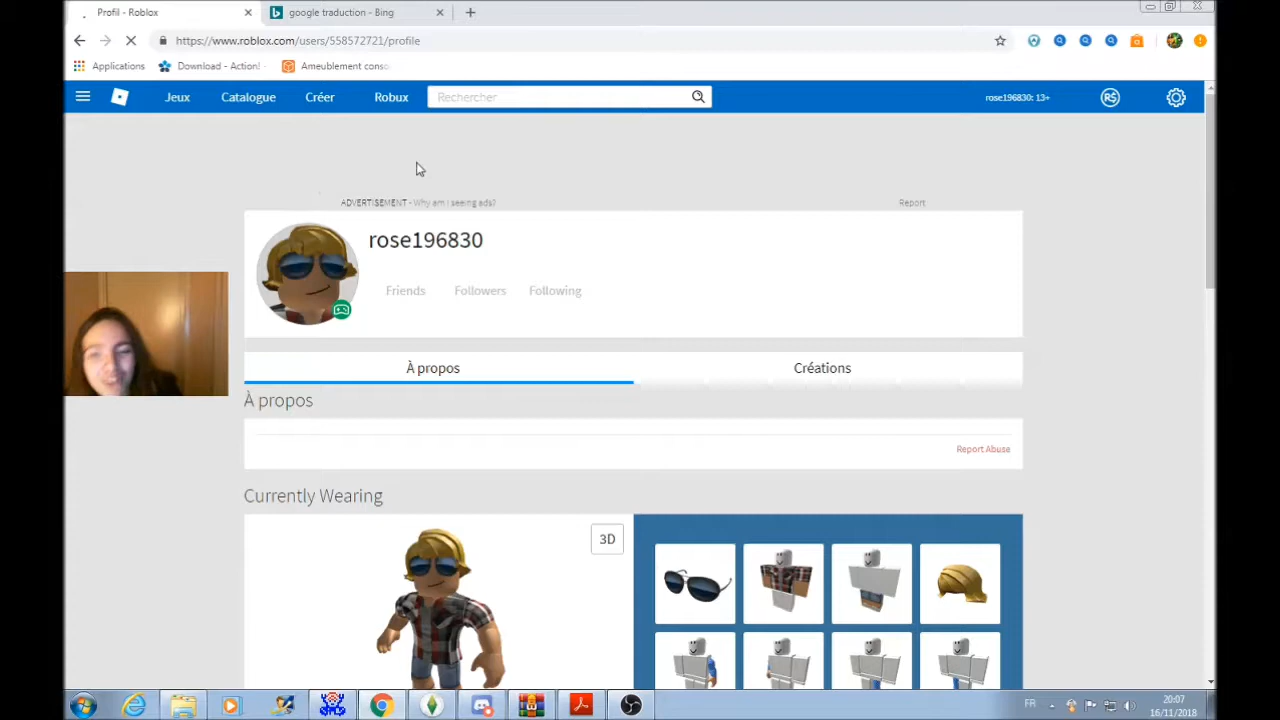 Profil - Roblox
google traduction - Bing
https://www.roblox.com/users/558572721/profile
Applications
Download - Action!
Ameublement conso
Jeux
Catalogue
Créer
Robux
Rechercher
rose196830: 13+
R$
ADVERTISEMENT - Why am I seeing ads?
Report
rose196830
Friends
Followers
Following
À propos
Créations
À propos
Report Abuse
Currently Wearing
3D
FR
20:07
16/11/2018